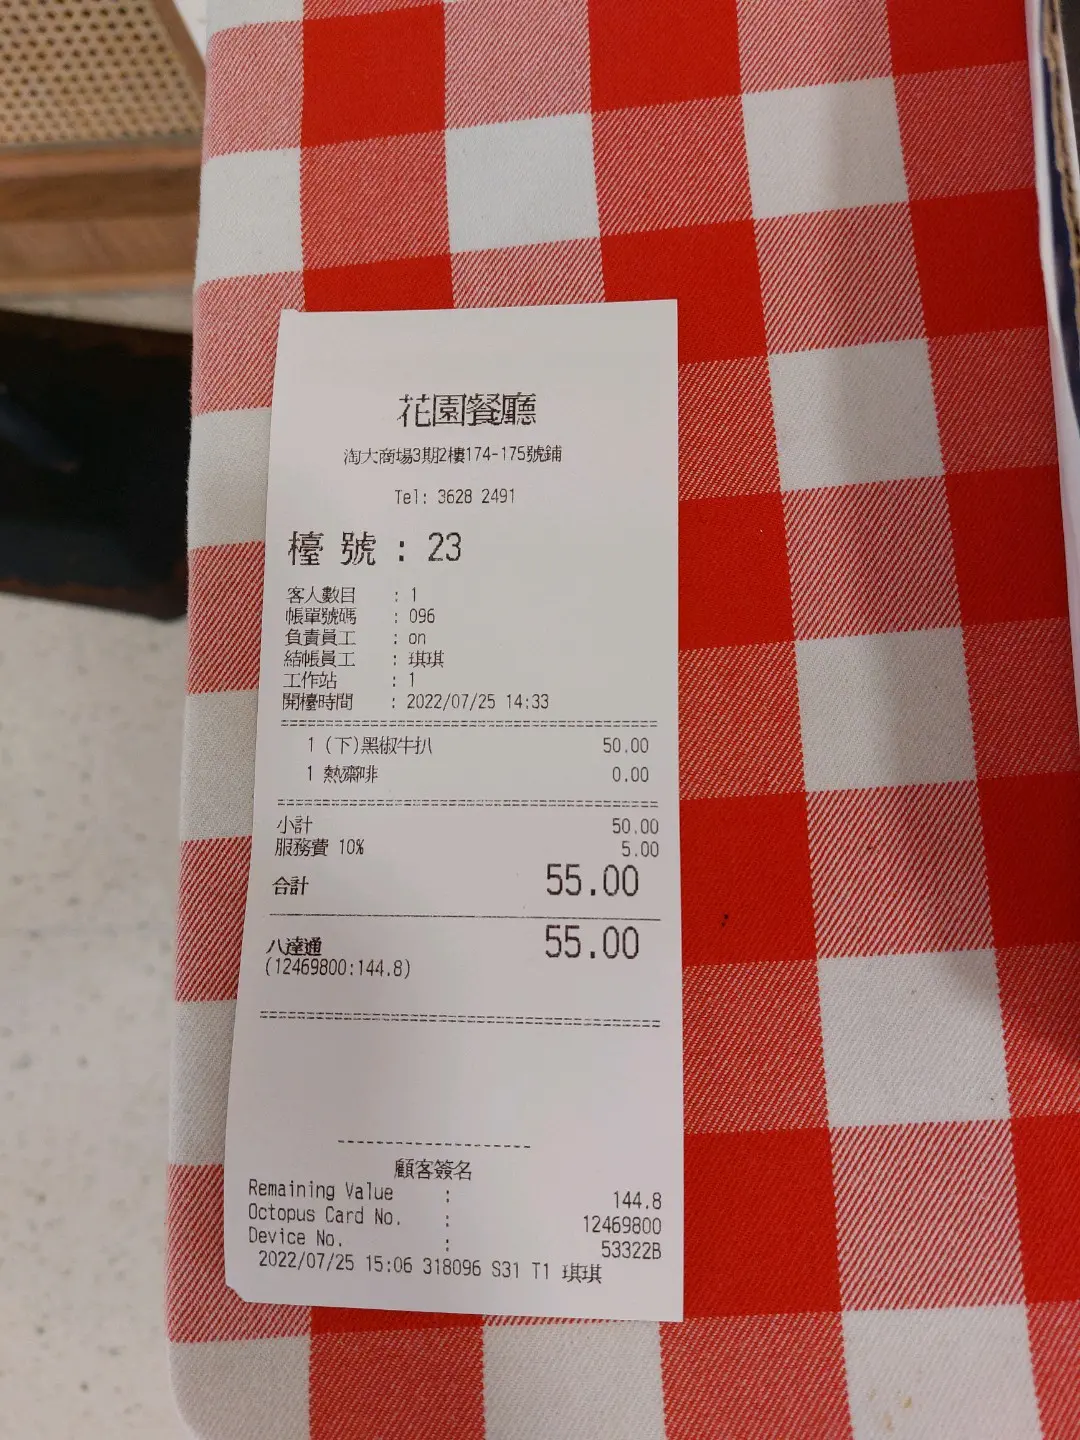 花園餐廳
淘大商場3期2樓174-175號鋪
Tel: 3628 2491
檯 號 : 23
客人數目 : 1
帳單號碼 : 096
負責員工 : on
結帳員工 : 琪琪
工作站 : 1
開檯時間 : 2022/07/25 14:33
1 (下)黑椒牛扒 50.00
1 熱齋啡 0.00
小計 50.00
服務費 10% 5.00
合計 55.00
八達通 55.00
(12469800:144.8)
顧客簽名
Remaining Value : 144.8
Octopus Card No. : 12469800
Device No. : 53322B
2022/07/25 15:06 318096 S31 T1 琪琪